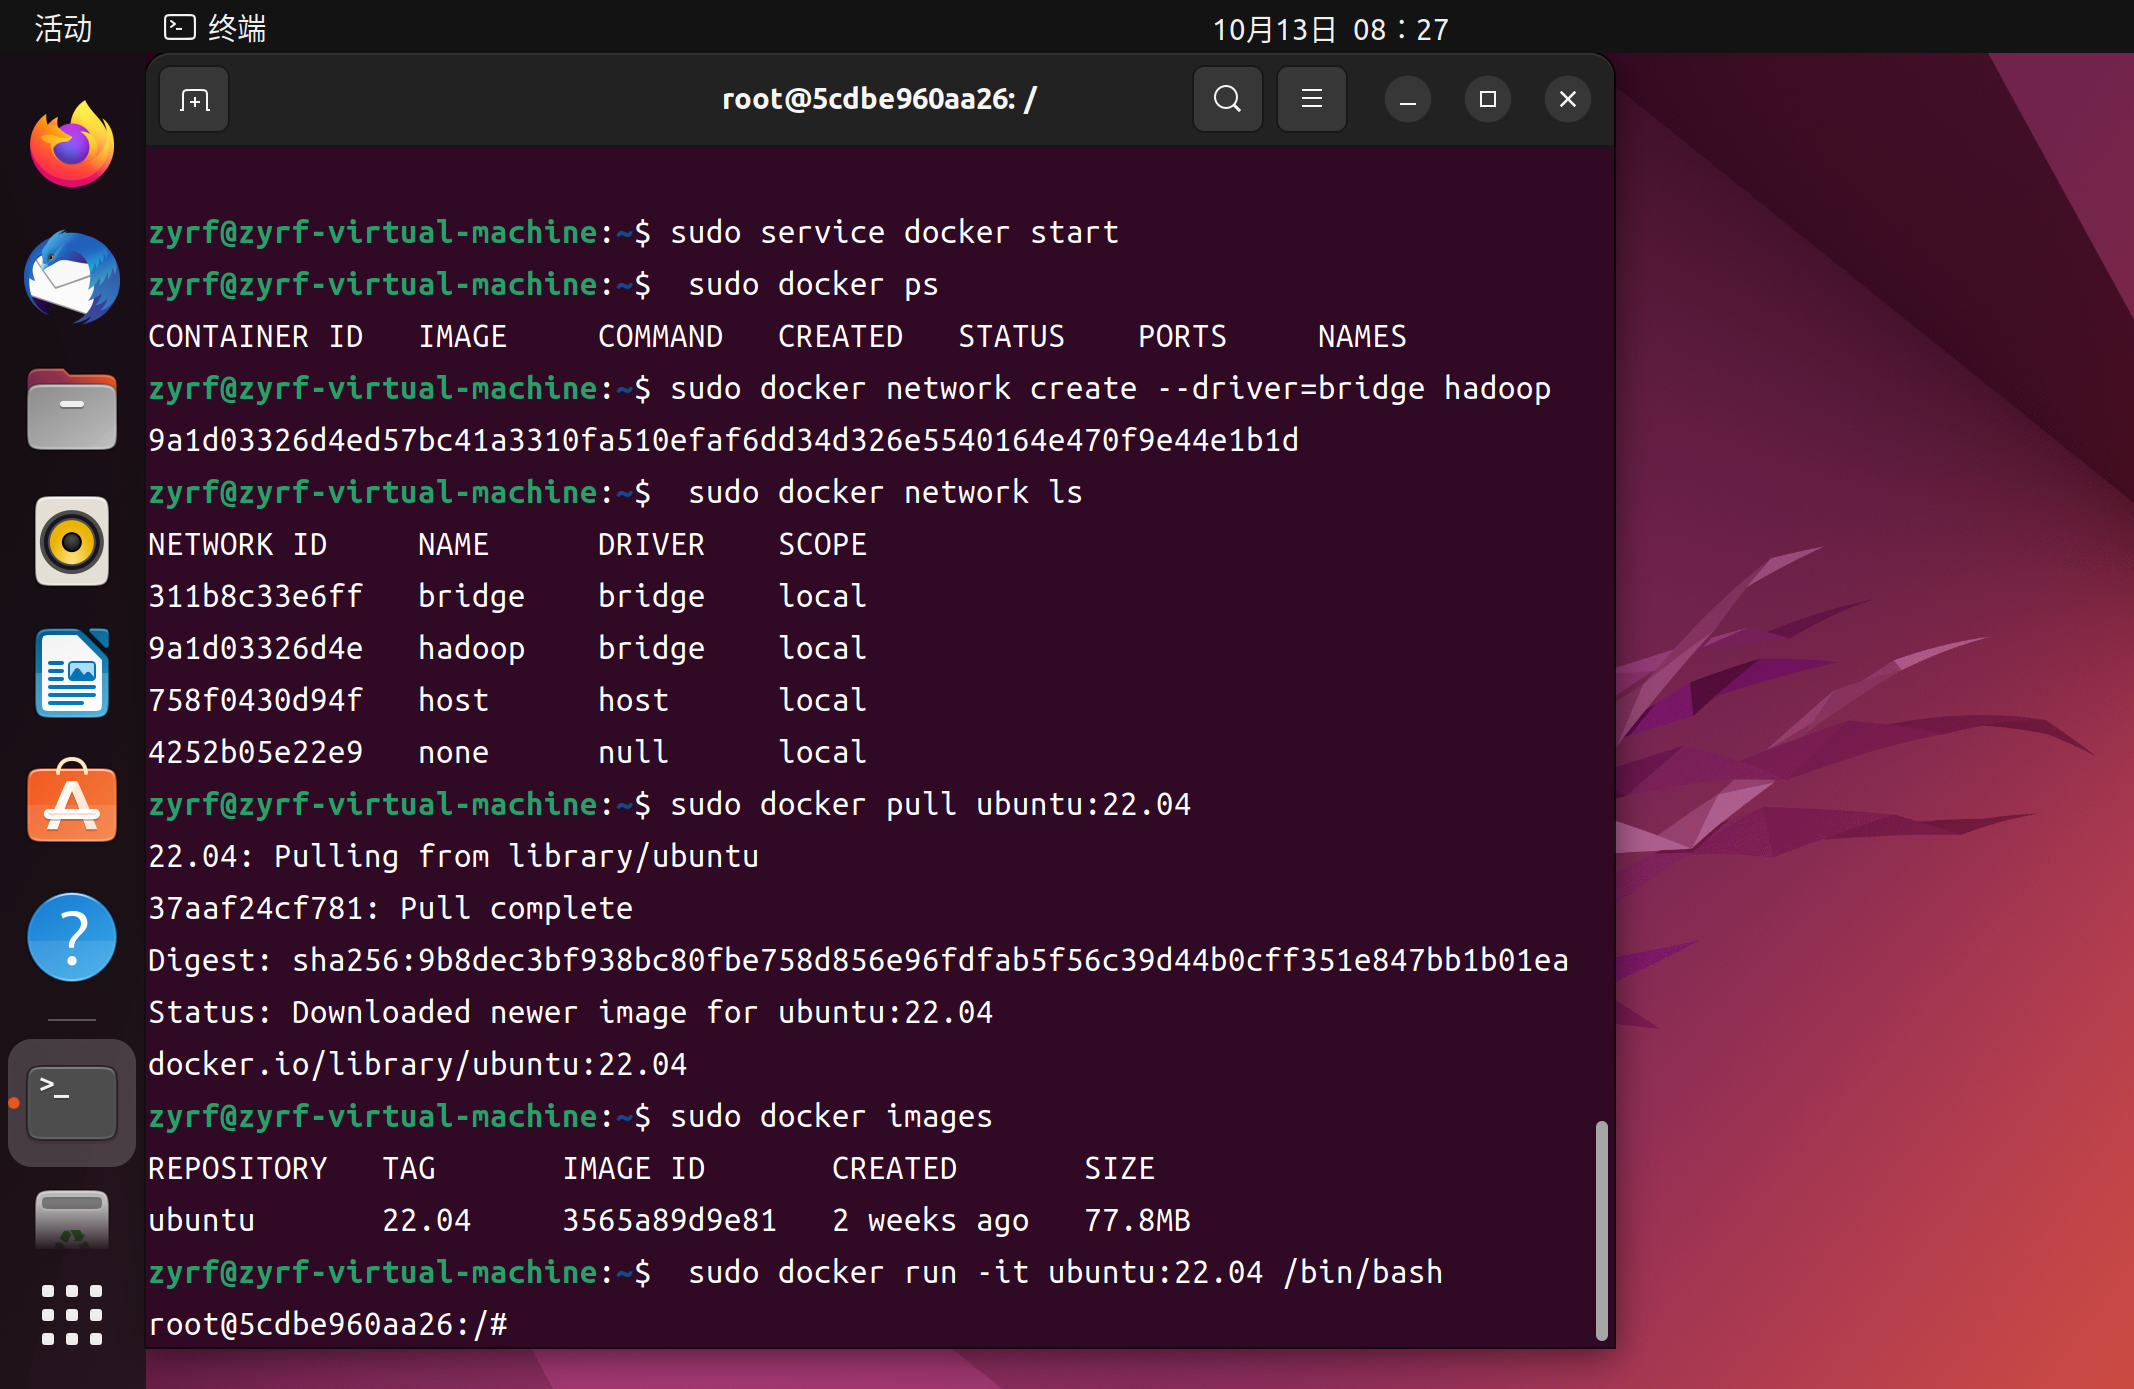 活动 终端 10月13日 08：27
root@5cdbe960aa26: /
zyrf@zyrf-virtual-machine:~$ sudo service docker start
zyrf@zyrf-virtual-machine:~$  sudo docker ps
CONTAINER ID   IMAGE     COMMAND   CREATED   STATUS    PORTS     NAMES
zyrf@zyrf-virtual-machine:~$ sudo docker network create --driver=bridge hadoop
9a1d03326d4ed57bc41a3310fa510efaf6dd34d326e5540164e470f9e44e1b1d
zyrf@zyrf-virtual-machine:~$  sudo docker network ls
NETWORK ID     NAME      DRIVER    SCOPE
311b8c33e6ff   bridge    bridge    local
9a1d03326d4e   hadoop    bridge    local
758f0430d94f   host      host      local
4252b05e22e9   none      null      local
zyrf@zyrf-virtual-machine:~$ sudo docker pull ubuntu:22.04
22.04: Pulling from library/ubuntu
37aaf24cf781: Pull complete
Digest: sha256:9b8dec3bf938bc80fbe758d856e96fdfab5f56c39d44b0cff351e847bb1b01ea
Status: Downloaded newer image for ubuntu:22.04
docker.io/library/ubuntu:22.04
zyrf@zyrf-virtual-machine:~$ sudo docker images
REPOSITORY   TAG       IMAGE ID       CREATED       SIZE
ubuntu       22.04     3565a89d9e81   2 weeks ago   77.8MB
zyrf@zyrf-virtual-machine:~$  sudo docker run -it ubuntu:22.04 /bin/bash
root@5cdbe960aa26:/#